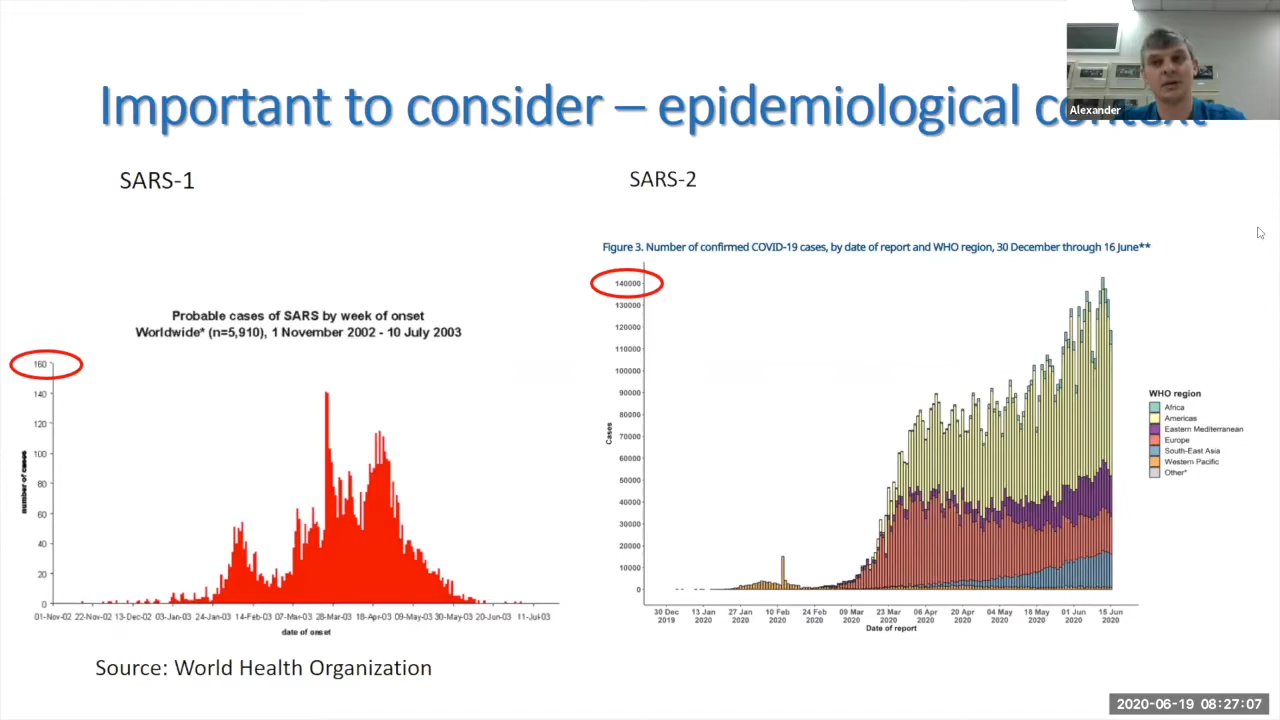 Important to consider – epidemiological context
Alexander
SARS-1
SARS-2
Probable cases of SARS by week of onset
Worldwide* (n=5,910), 1 November 2002 - 10 July 2003
160
140
120
100
80
60
40
20
0
number of cases
01-Nov-02 22-Nov-02 13-Dec-02 03-Jan-03 24-Jan-03 14-Feb-03 07-Mar-03 28-Mar-03 18-Apr-03 09-May-03 30-May-03 20-Jun-03 11-Jul-03
date of onset
Figure 3. Number of confirmed COVID-19 cases, by date of report and WHO region, 30 December through 16 June**
140000
130000
120000
110000
100000
90000
80000
70000
60000
50000
40000
30000
20000
10000
0
Cases
30 Dec 13 Jan 27 Jan 10 Feb 24 Feb 09 Mar 23 Mar 06 Apr 20 Apr 04 May 18 May 01 Jun 15 Jun
2019 2020 2020 2020 2020 2020 2020 2020 2020 2020 2020 2020 2020
Date of report
WHO region
Africa
Americas
Eastern Mediterranean
Europe
South-East Asia
Western Pacific
Other*
Source: World Health Organization
2020-06-19 08:27:07